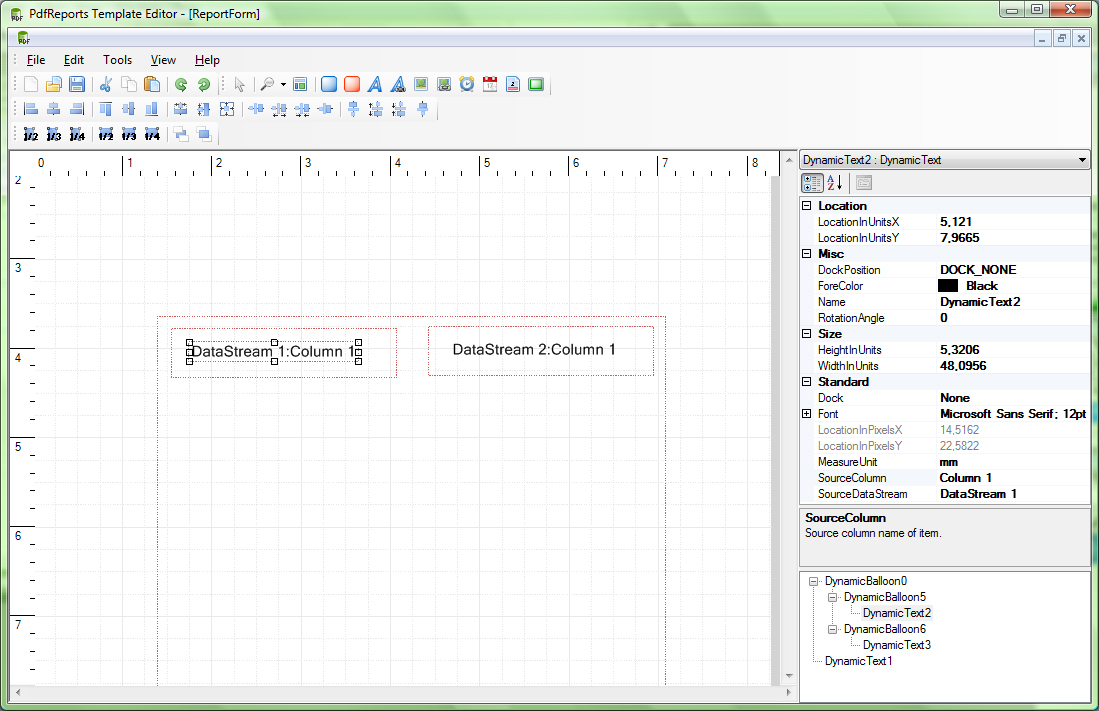 PdfReports Template Editor - [ReportForm]
File Edit Tools View Help
1/2 1/3 1/4 1/2 1/3 1/4
0 1 2 3 4 5 6 7 8
2
3
4
5
6
7
DataStream 1:Column 1
DataStream 2:Column 1
DynamicText2 : DynamicText
Location
LocationInUnitsX 5,121
LocationInUnitsY 7,9665
Misc
DockPosition DOCK_NONE
ForeColor Black
Name DynamicText2
RotationAngle 0
Size
HeightInUnits 5,3206
WidthInUnits 48,0956
Standard
Dock None
Font Microsoft Sans Serif; 12pt
LocationInPixelsX 14,5162
LocationInPixelsY 22,5822
MeasureUnit mm
SourceColumn Column 1
SourceDataStream DataStream 1
SourceColumn
Source column name of item.
DynamicBalloon0
DynamicBalloon5
DynamicText2
DynamicBalloon6
DynamicText3
DynamicText1